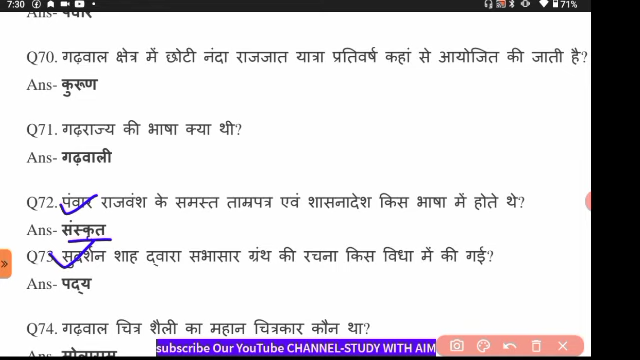 7:30
71%
Ans- पंवार
Q70. गढ़वाल क्षेत्र में छोटी नंदा राजजात यात्रा प्रतिवर्ष कहां से आयोजित की जाती है?
Ans- कुरूण
Q71. गढ़राज्य की भाषा क्या थी?
Ans- गढ़वाली
Q72. पंवार राजवंश के समस्त ताम्रपत्र एवं शासनादेश किस भाषा में होते थे?
Ans- संस्कृत
Q73. सुदर्शन शाह द्वारा सभासार ग्रंथ की रचना किस विधा में की गई?
Ans- पद्य
Q74. गढ़वाल चित्र शैली का महान चित्रकार कौन था?
Ans- मोलाराम
subscribe Our YouTube CHANNEL-STUDY WITH AIM